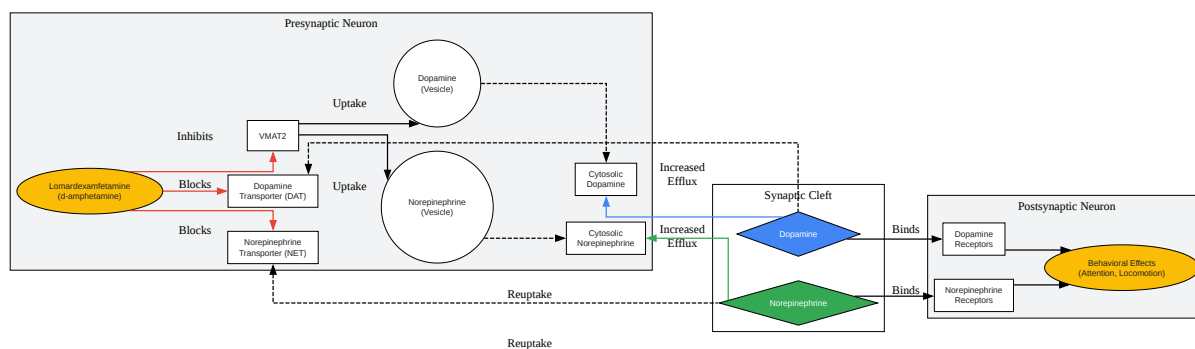 Presynaptic Neuron
Dopamine
(Vesicle)
Uptake
Inhibits
VMAT2
Lomardexamfetamine
(d-amphetamine)
Blocks
Dopamine
Transporter (DAT)
Uptake
Norepinephrine
(Vesicle)
Cytosolic
Dopamine
Increased
Efflux
Blocks
Norepinephrine
Transporter (NET)
Cytosolic
Norepinephrine
Increased
Efflux
Synaptic Cleft
Dopamine
Binds
Postsynaptic Neuron
Dopamine
Receptors
Behavioral Effects
(Attention, Locomotion)
Reuptake
Norepinephrine
Binds
Norepinephrine
Receptors
Reuptake